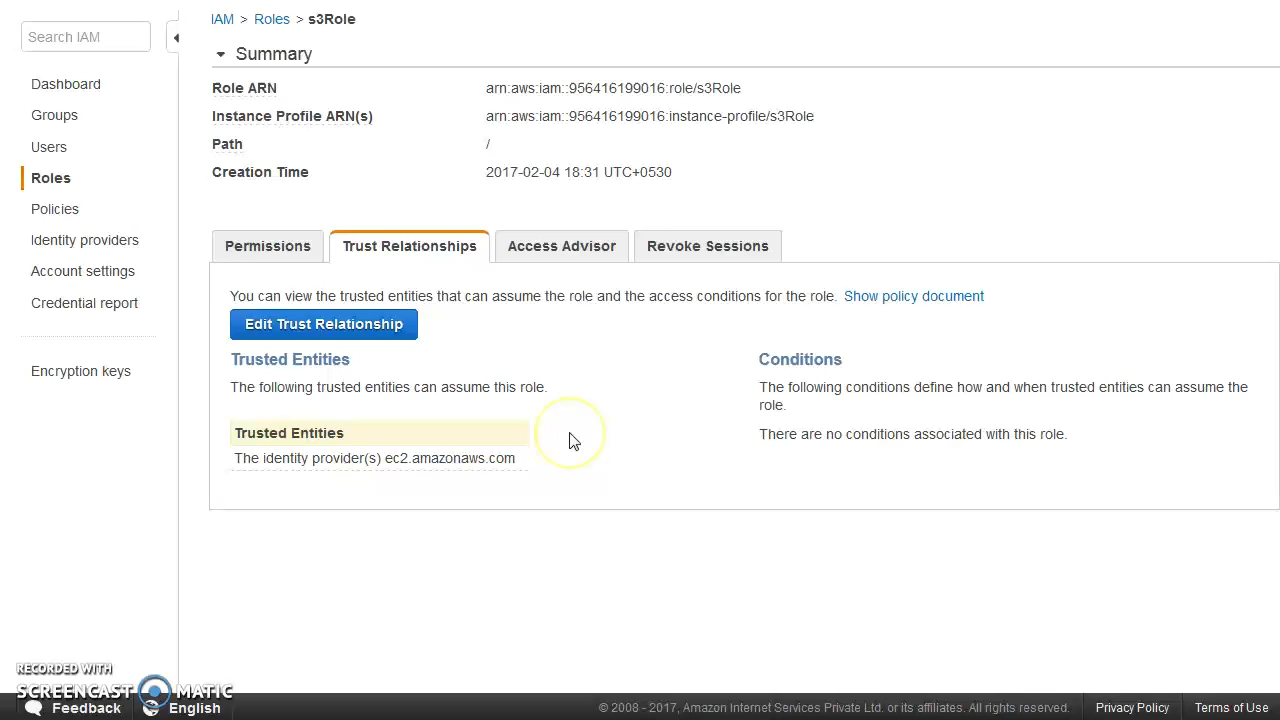 Search IAM
Dashboard
Groups
Users
Roles
Policies
Identity providers
Account settings
Credential report
Encryption keys
IAM > Roles > s3Role
Summary
Role ARN arn:aws:iam::956416199016:role/s3Role
Instance Profile ARN(s) arn:aws:iam::956416199016:instance-profile/s3Role
Path /
Creation Time 2017-02-04 18:31 UTC+0530
Permissions Trust Relationships Access Advisor Revoke Sessions
You can view the trusted entities that can assume the role and the access conditions for the role. Show policy document
Edit Trust Relationship
Trusted Entities
The following trusted entities can assume this role.
Trusted Entities
The identity provider(s) ec2.amazonaws.com
Conditions
The following conditions define how and when trusted entities can assume the
role.
There are no conditions associated with this role.
RECORDED WITH
SCREENCAST MATIC
Feedback English © 2008 - 2017, Amazon Internet Services Private Ltd. or its affiliates. All rights reserved. Privacy Policy Terms of Use